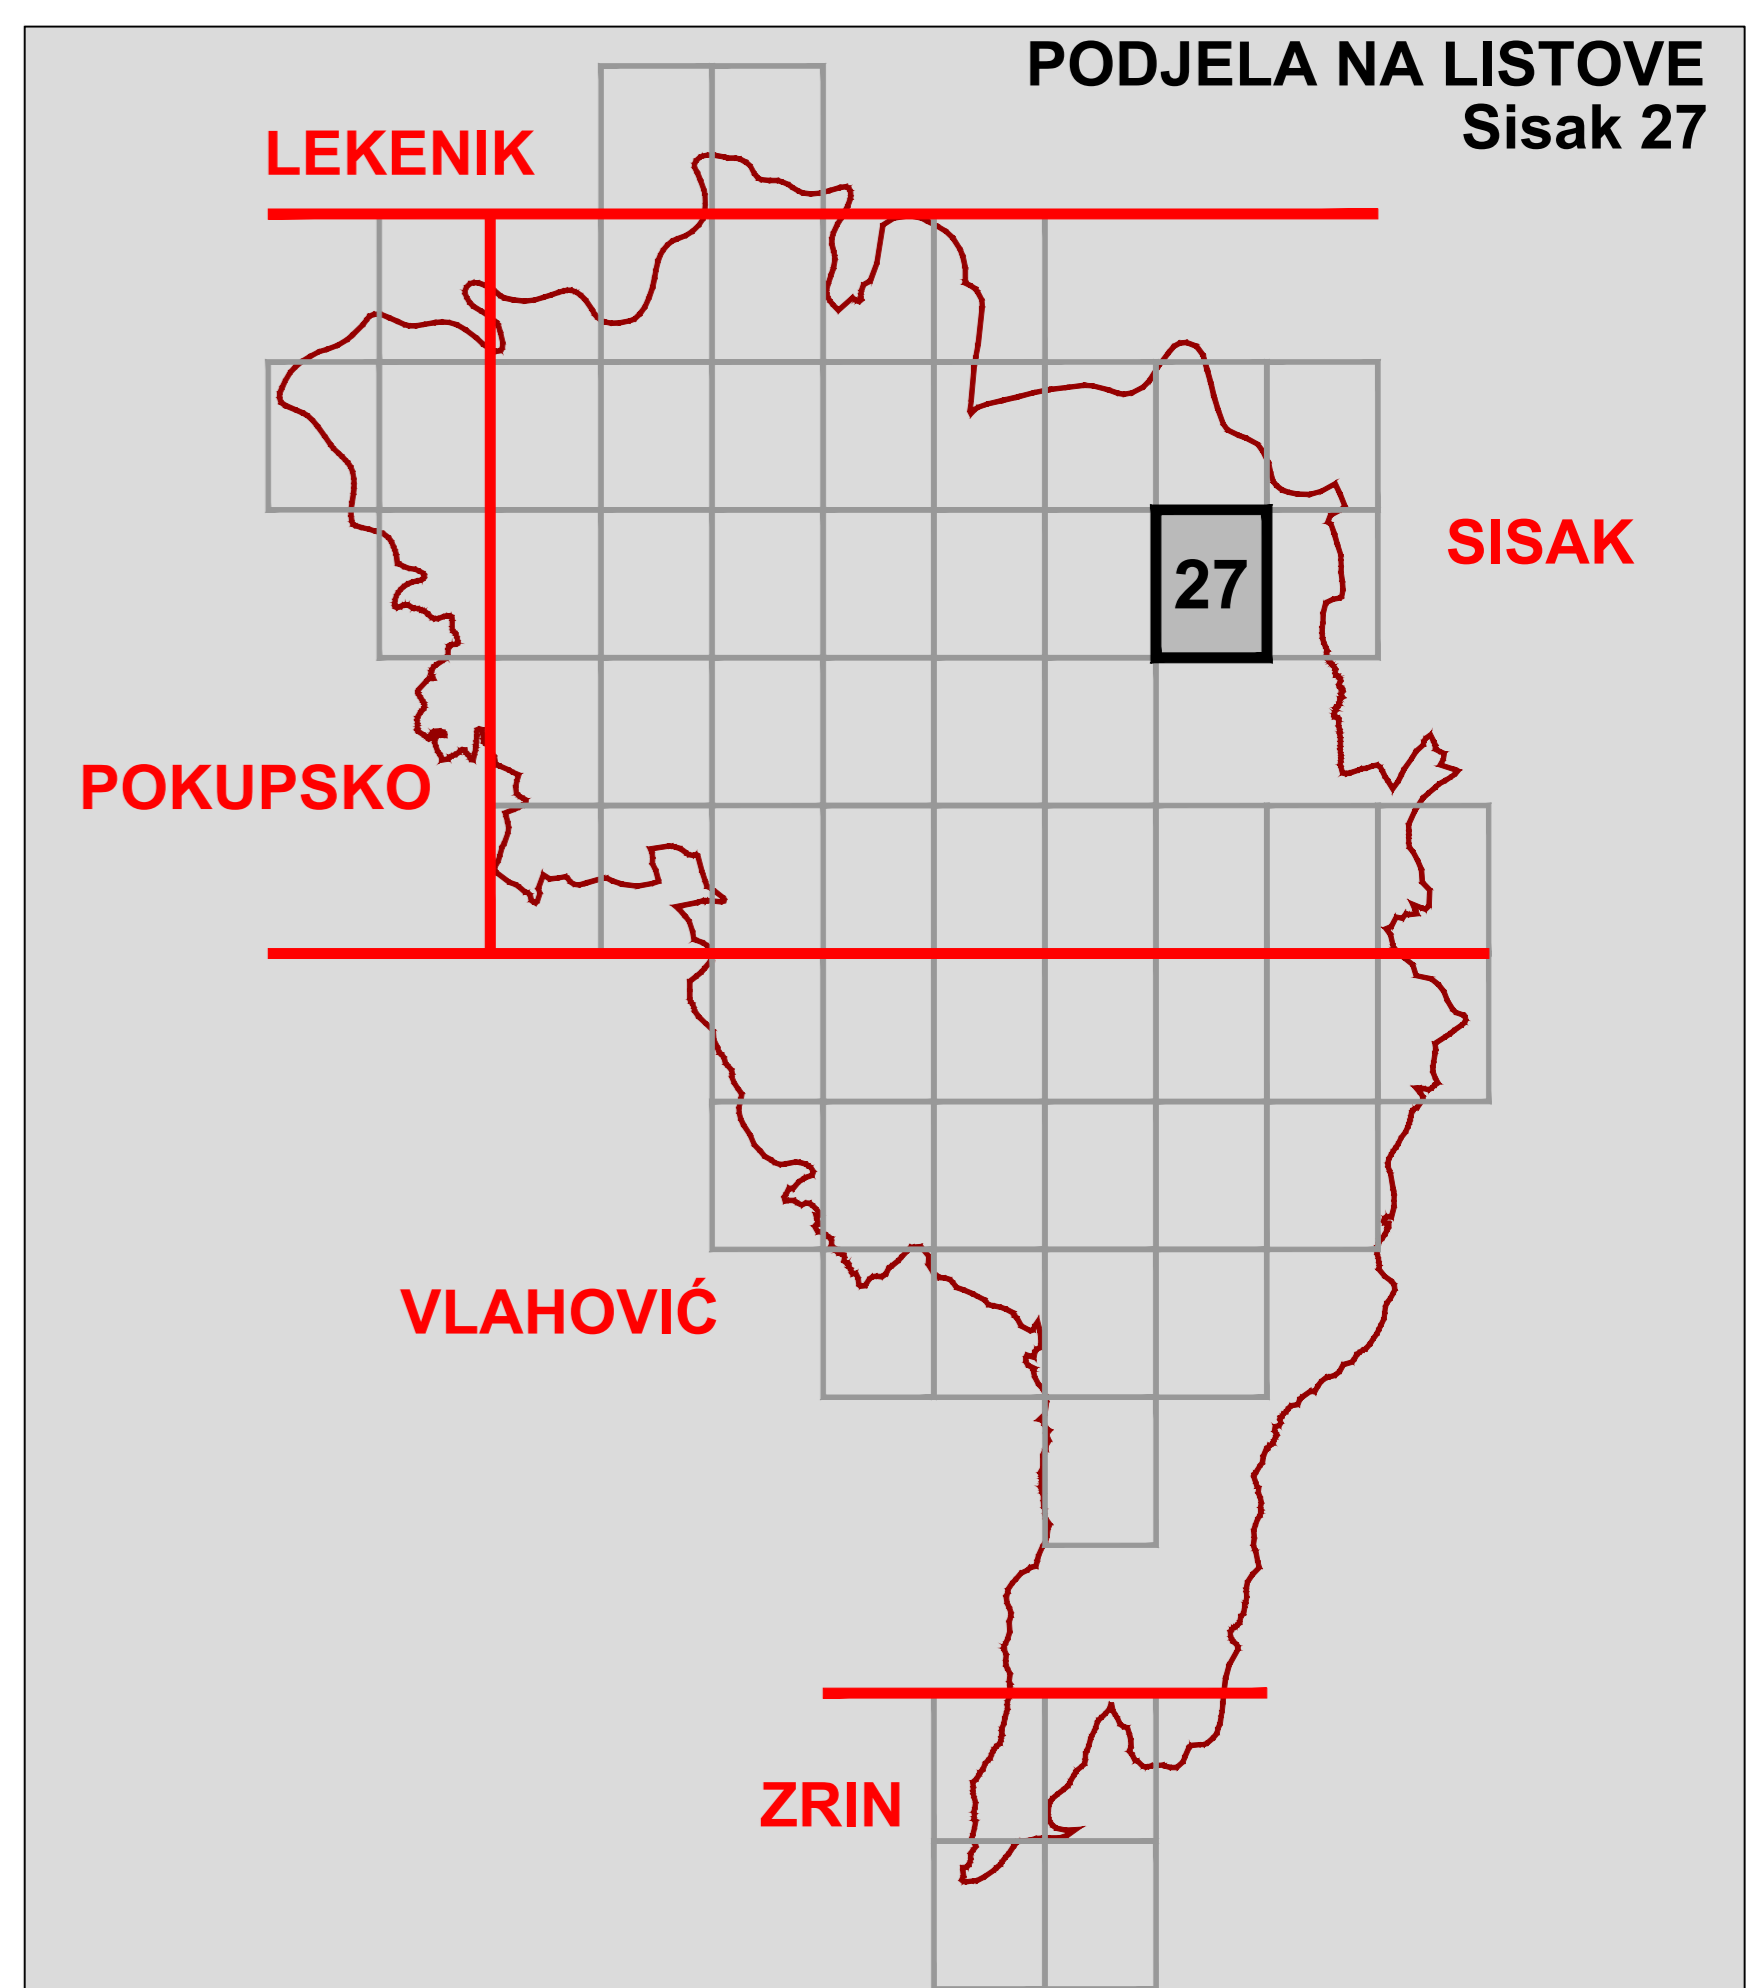 PODJELA NA LISTOVE
Sisak 27
LEKENIK
SISAK
27
POKUPSKO
VLAHOVIĆ
ZRIN